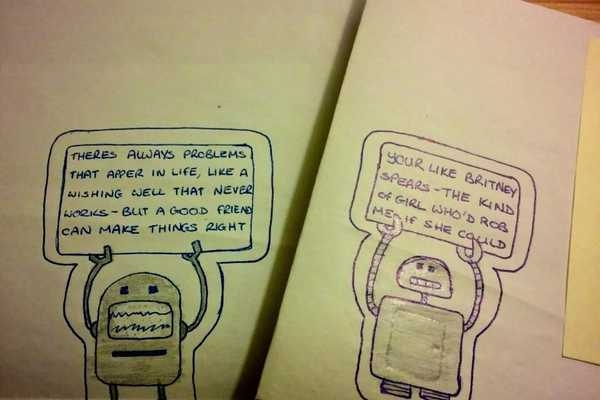 THERES ALWAYS PROBLEMS
THAT APPER IN LIFE, LIKE A
WISHING WELL THAT NEVER
WORKS - BUT A GOOD FRIEND
CAN MAKE THINGS RIGHT
YOUR LIKE BRITNEY
SPEARS - THE KIND
OF GIRL WHO'D ROB
ME, IF SHE COULD